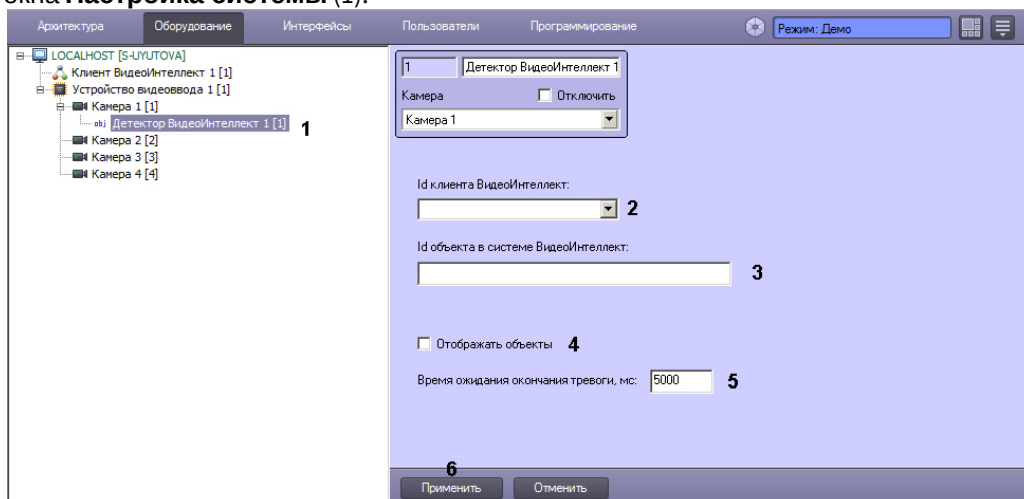 окна Настройка системы (1).
Архитектура Оборудование Интерфейсы Пользователи Программирование Режим: Демо
LOCALHOST [S-UYUTOVA]
Клиент ВидеоИнтеллект 1 [1]
Устройство видеоввода 1 [1]
Камера 1 [1]
obj Детектор ВидеоИнтеллект 1 [1] 1
Камера 2 [2]
Камера 3 [3]
Камера 4 [4]
1 Детектор ВидеоИнтеллект 1
Камера Отключить
Камера 1
Id клиента ВидеоИнтеллект:
2
Id объекта в системе ВидеоИнтеллект:
3
Отображать объекты 4
Время ожидания окончания тревоги, мс: 5000 5
6
Применить Отменить